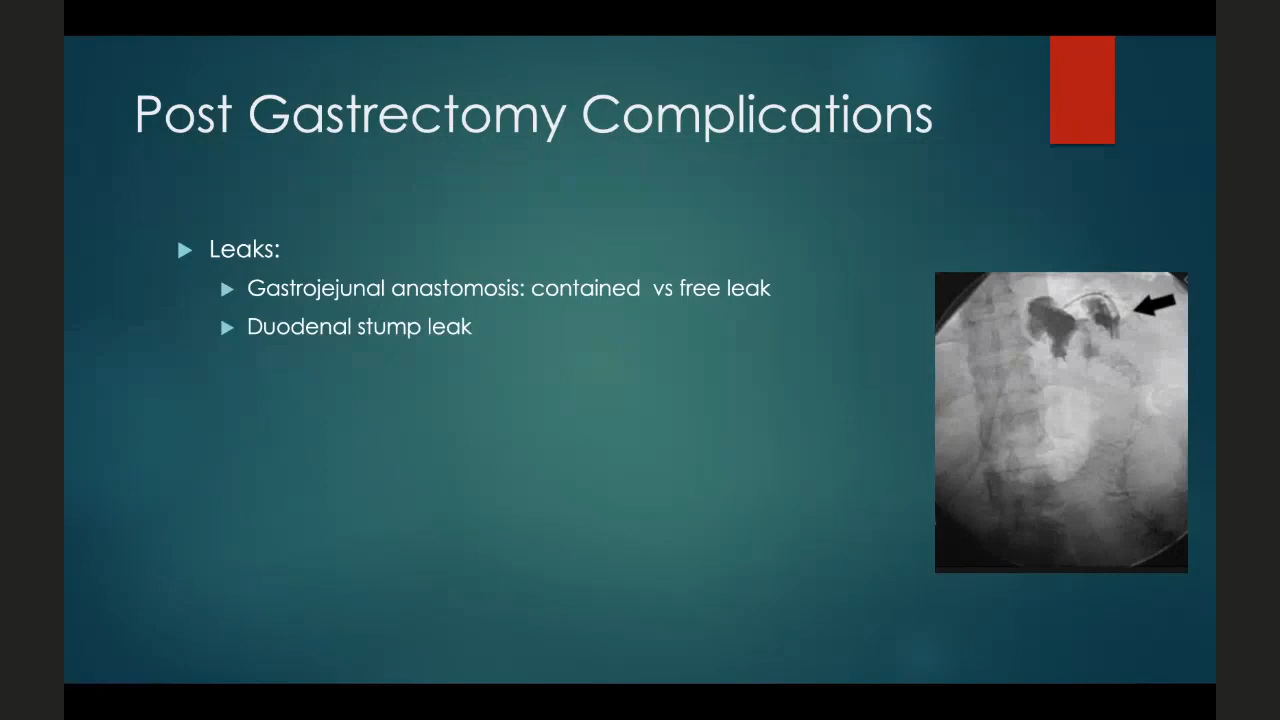 Post Gastrectomy Complications
Leaks:
Gastrojejunal anastomosis: contained  vs free leak
Duodenal stump leak